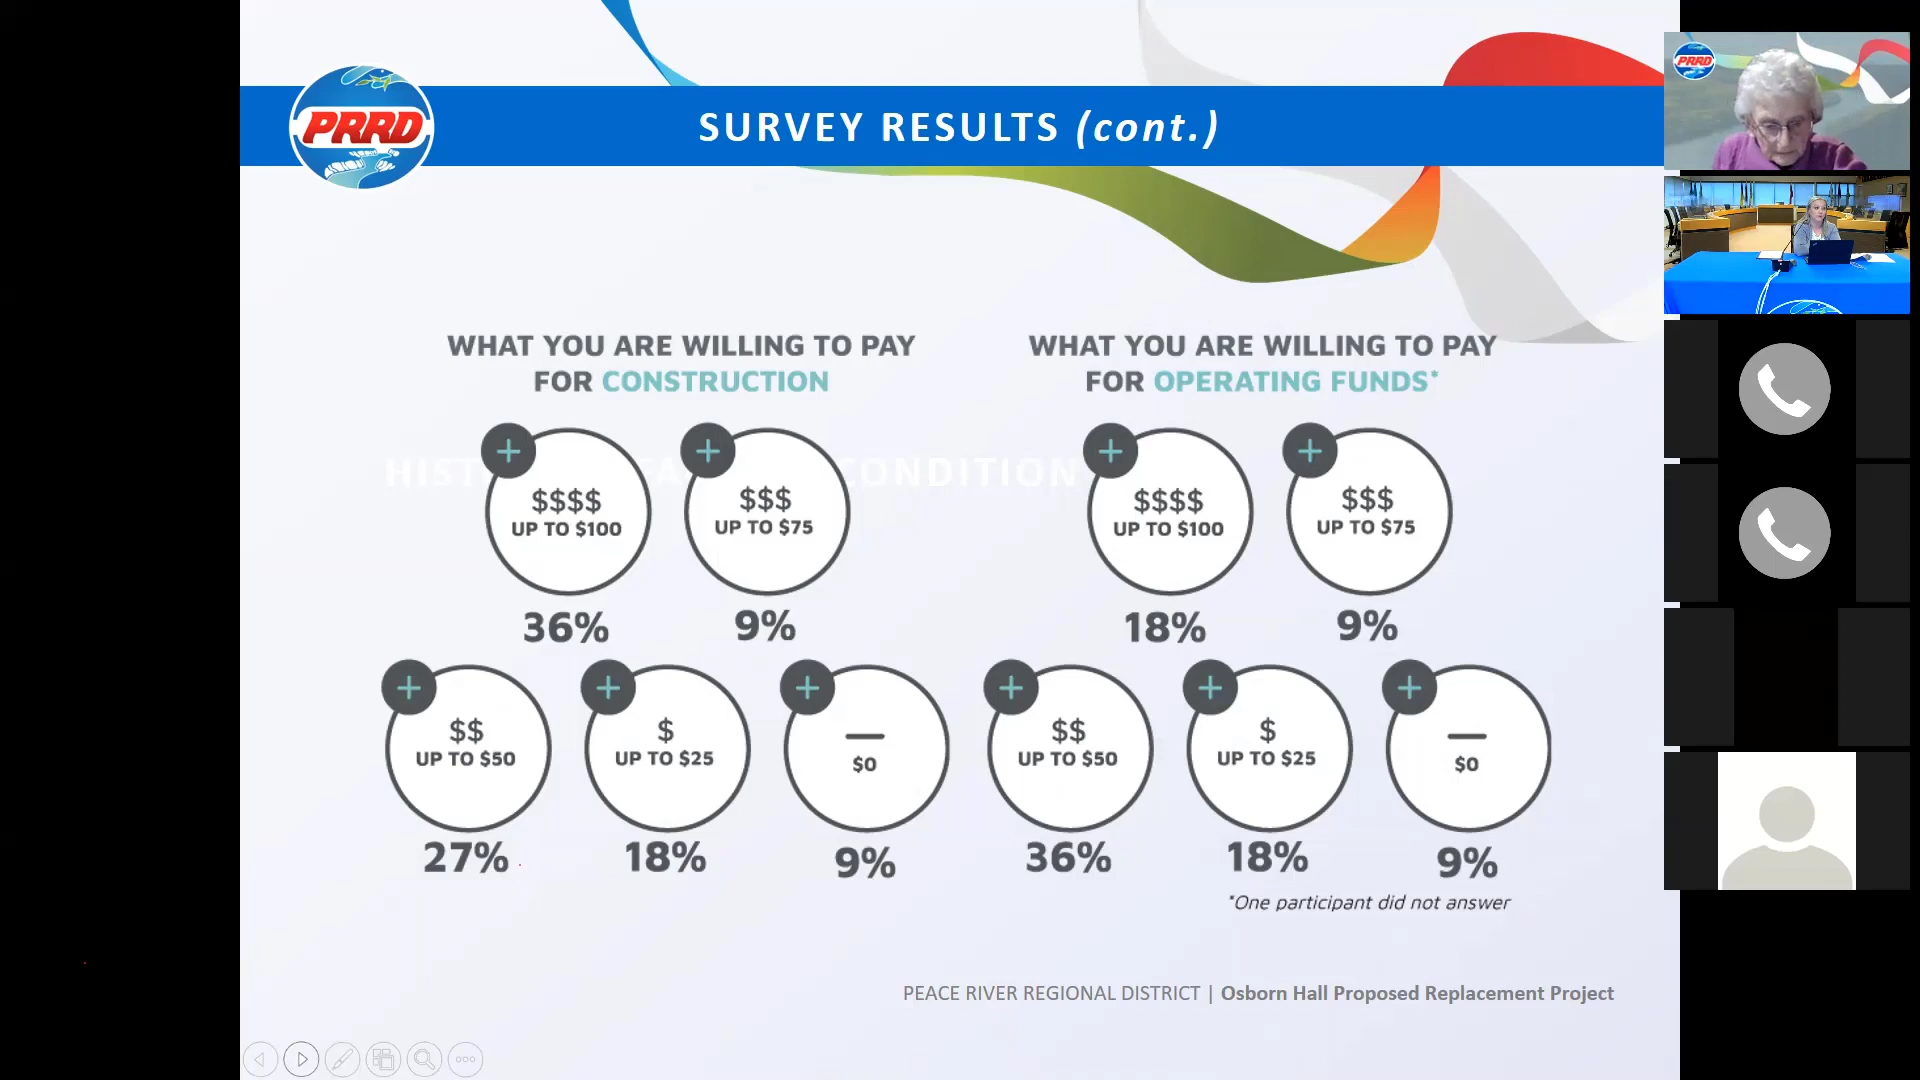 PRRD
SURVEY RESULTS (cont.)
WHAT YOU ARE WILLING TO PAY
FOR CONSTRUCTION
$$$$
UP TO $100
36%
$$$
UP TO $75
9%
$$
UP TO $50
27%
$
UP TO $25
18%
$0
9%
WHAT YOU ARE WILLING TO PAY
FOR OPERATING FUNDS*
$$$$
UP TO $100
18%
$$$
UP TO $75
9%
$$
UP TO $50
36%
$
UP TO $25
18%
$0
9%
*One participant did not answer
CONDITION
PEACE RIVER REGIONAL DISTRICT | Osborn Hall Proposed Replacement Project
PRRD